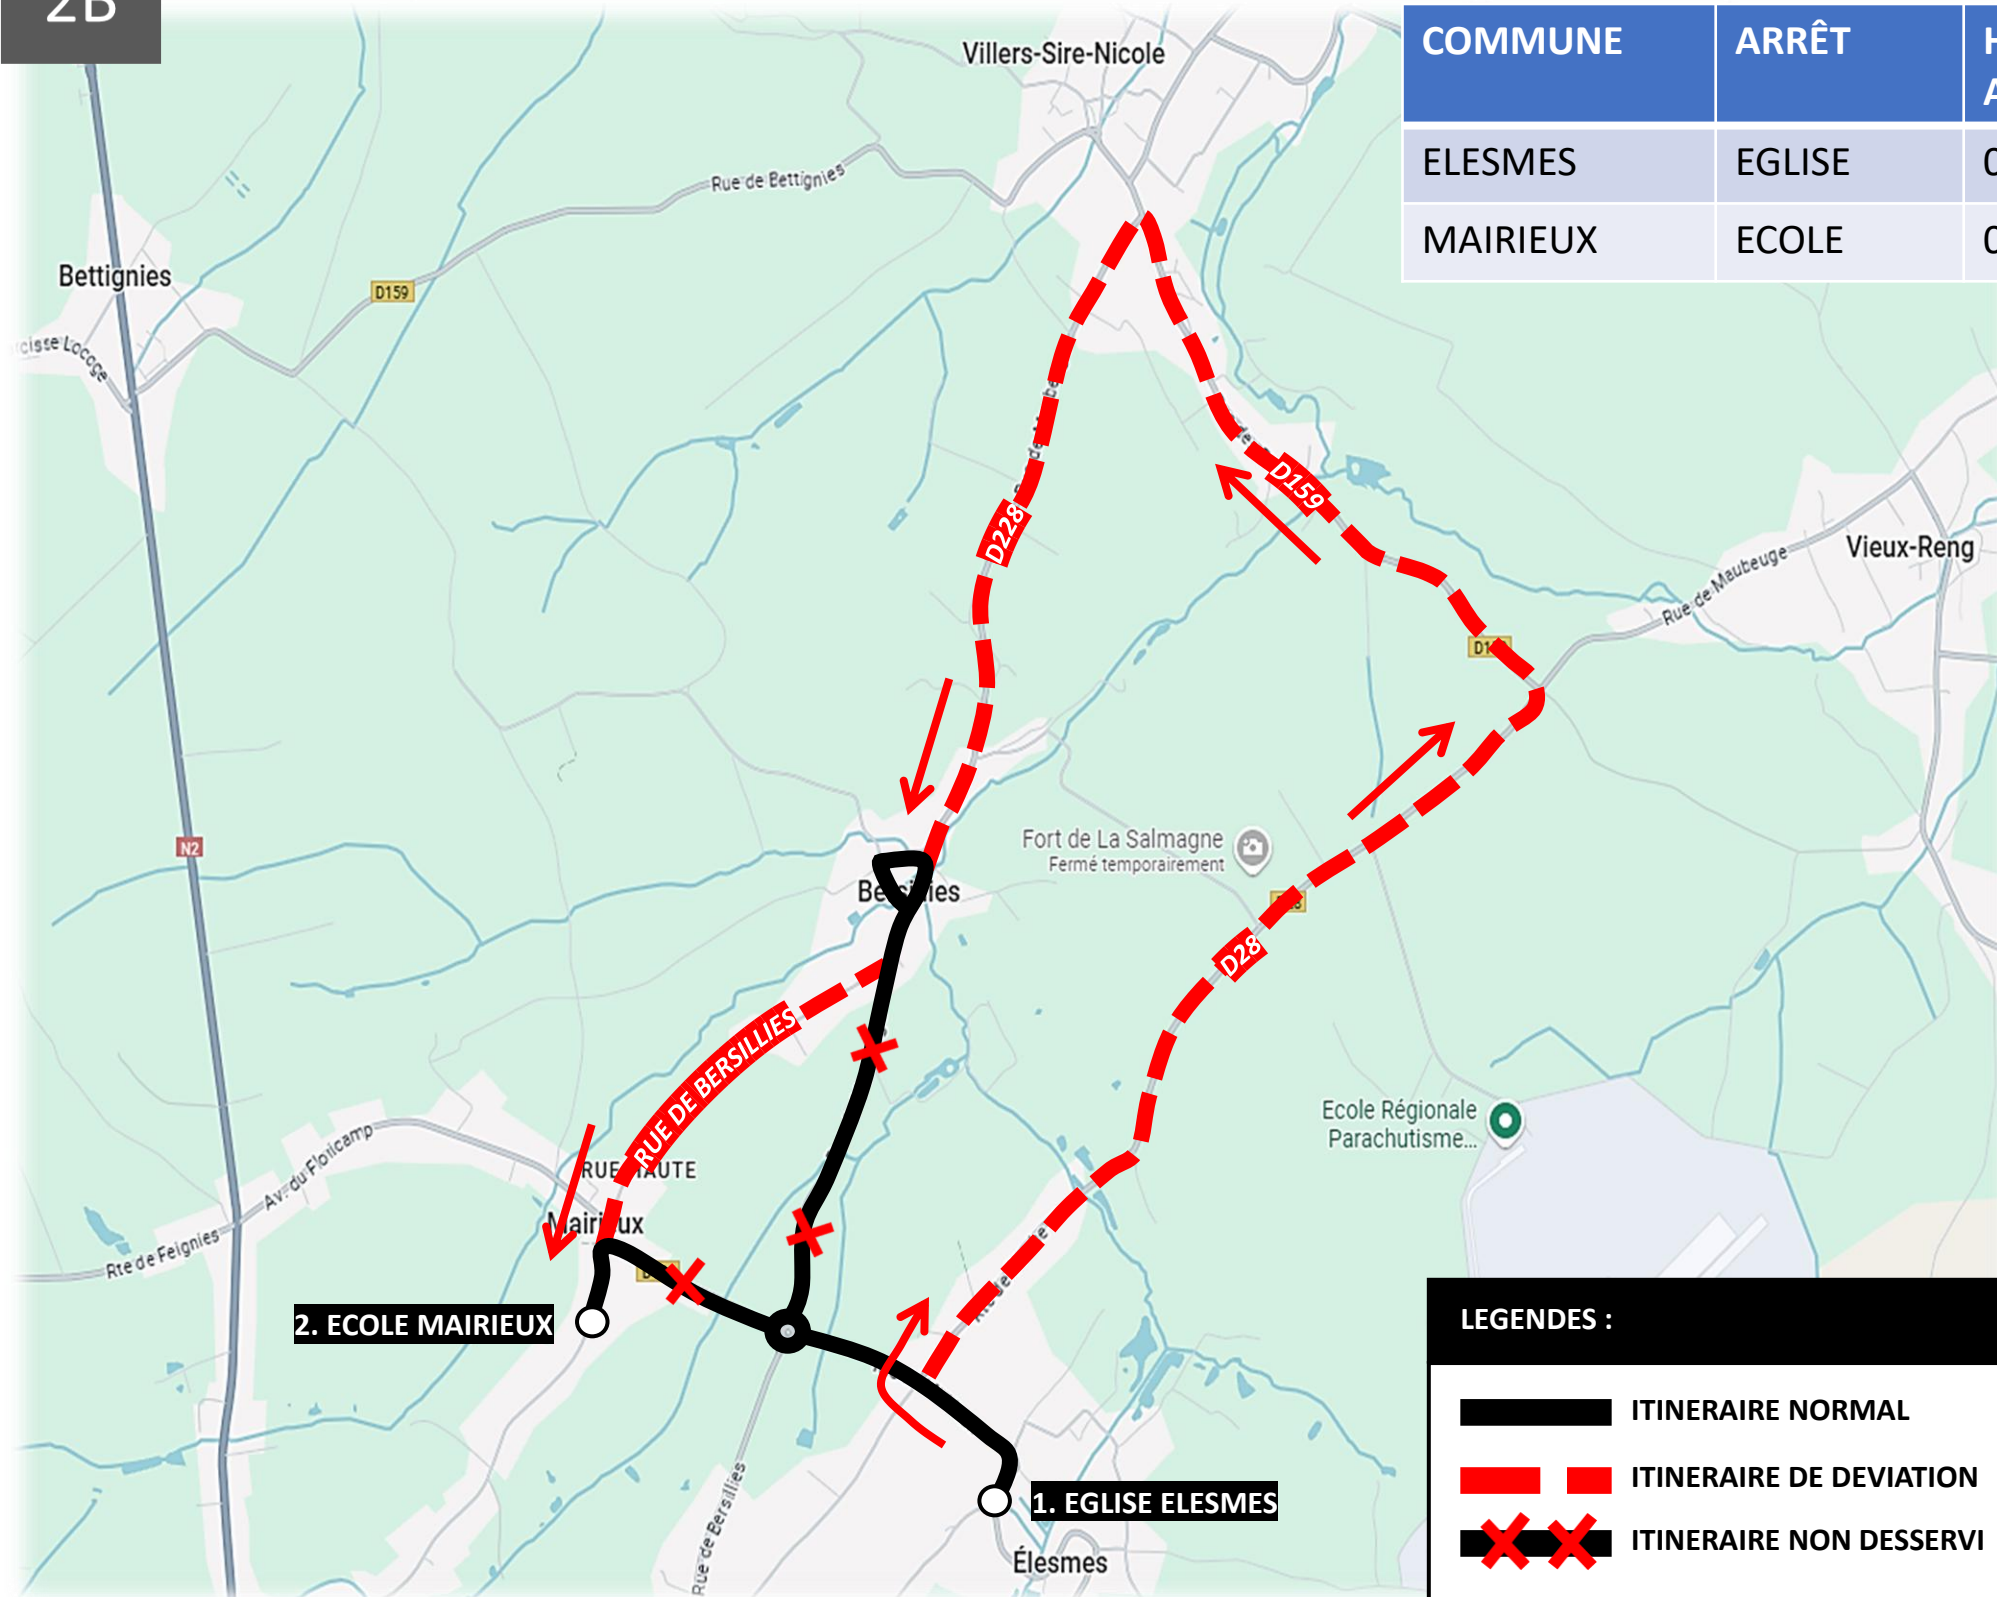 2B
COMMUNE ARRÊT
ELESMES EGLISE
MAIRIEUX ECOLE
Villers-Sire-Nicole
Rue de Bettignies
Bettignies
D159
D228
D159
Vieux-Reng
Rue de Maubeuge
N2
Fort de La Salmagne
Fermé temporairement
D28
RUE DE BERSILLIES
Ecole Régionale
Parachutisme...
Av. du Floricamp
Rte de Feignies
2. ECOLE MAIRIEUX
1. EGLISE ELESMES
Rue de Bersillies
Élesmes
LEGENDES :
ITINERAIRE NORMAL
ITINERAIRE DE DEVIATION
ITINERAIRE NON DESSERVI